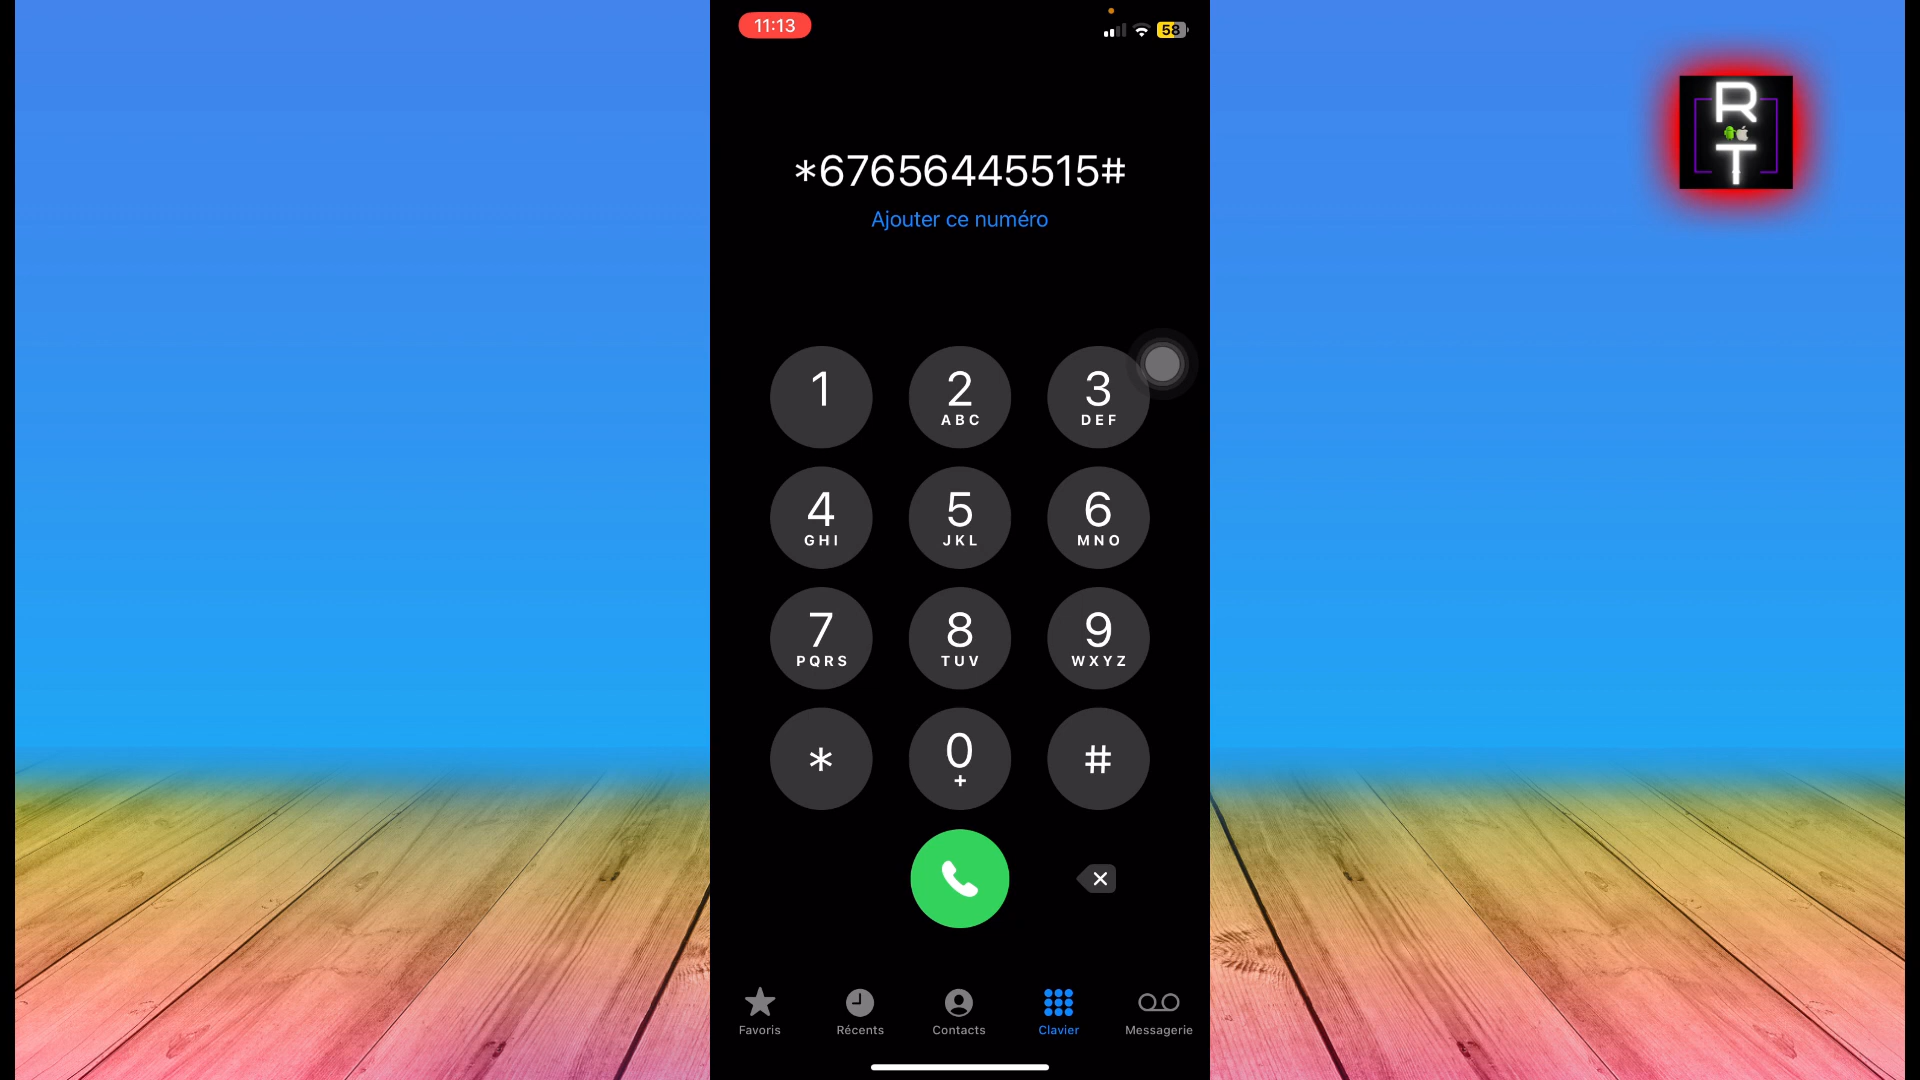 11:13
58
R
T
*67656445515#
Ajouter ce numéro
1
2
ABC
3
DEF
4
GHI
5
JKL
6
MNO
7
PQRS
8
TUV
9
WXYZ
*
0
+
#
Favoris
Récents
Contacts
Clavier
Messagerie